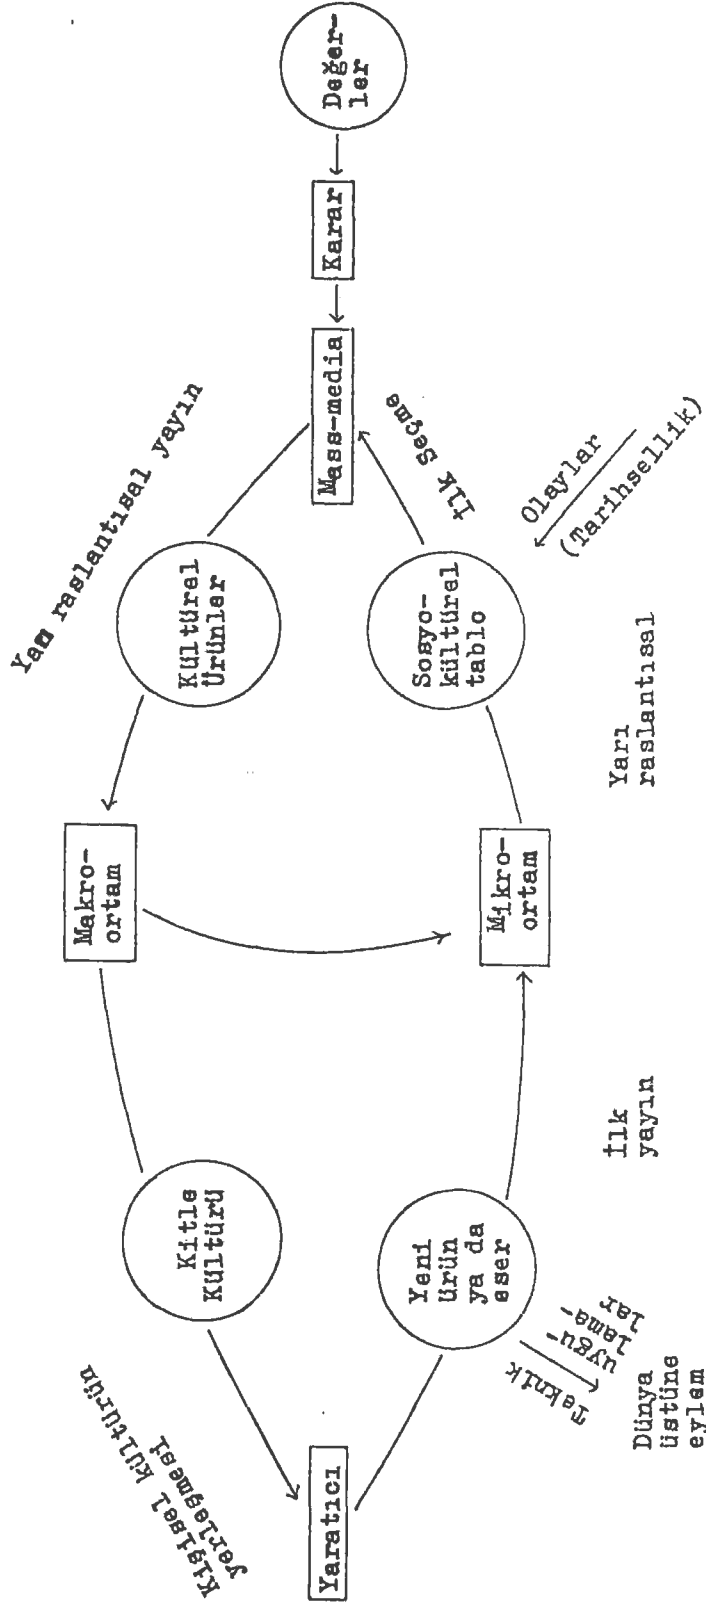 Kişisel kültürün
yerleşmesi
Yarı raslantısal yayın
Kitle
Kültürü
Makro-
ortam
Kültürel
Ürünler
Yaratıcı
Mass-media
Karar
Değer-
ler
İlk Seçme
Yeni
ürün
ya da
eser
Mikro-
ortam
Sosyo-
kültürel
tablo
Olaylar
(Tarihsellik)
Teknik
uygu-
lama-
lar
Dünya
üstüne
eylem
İlk
yayın
Yarı
raslantısal